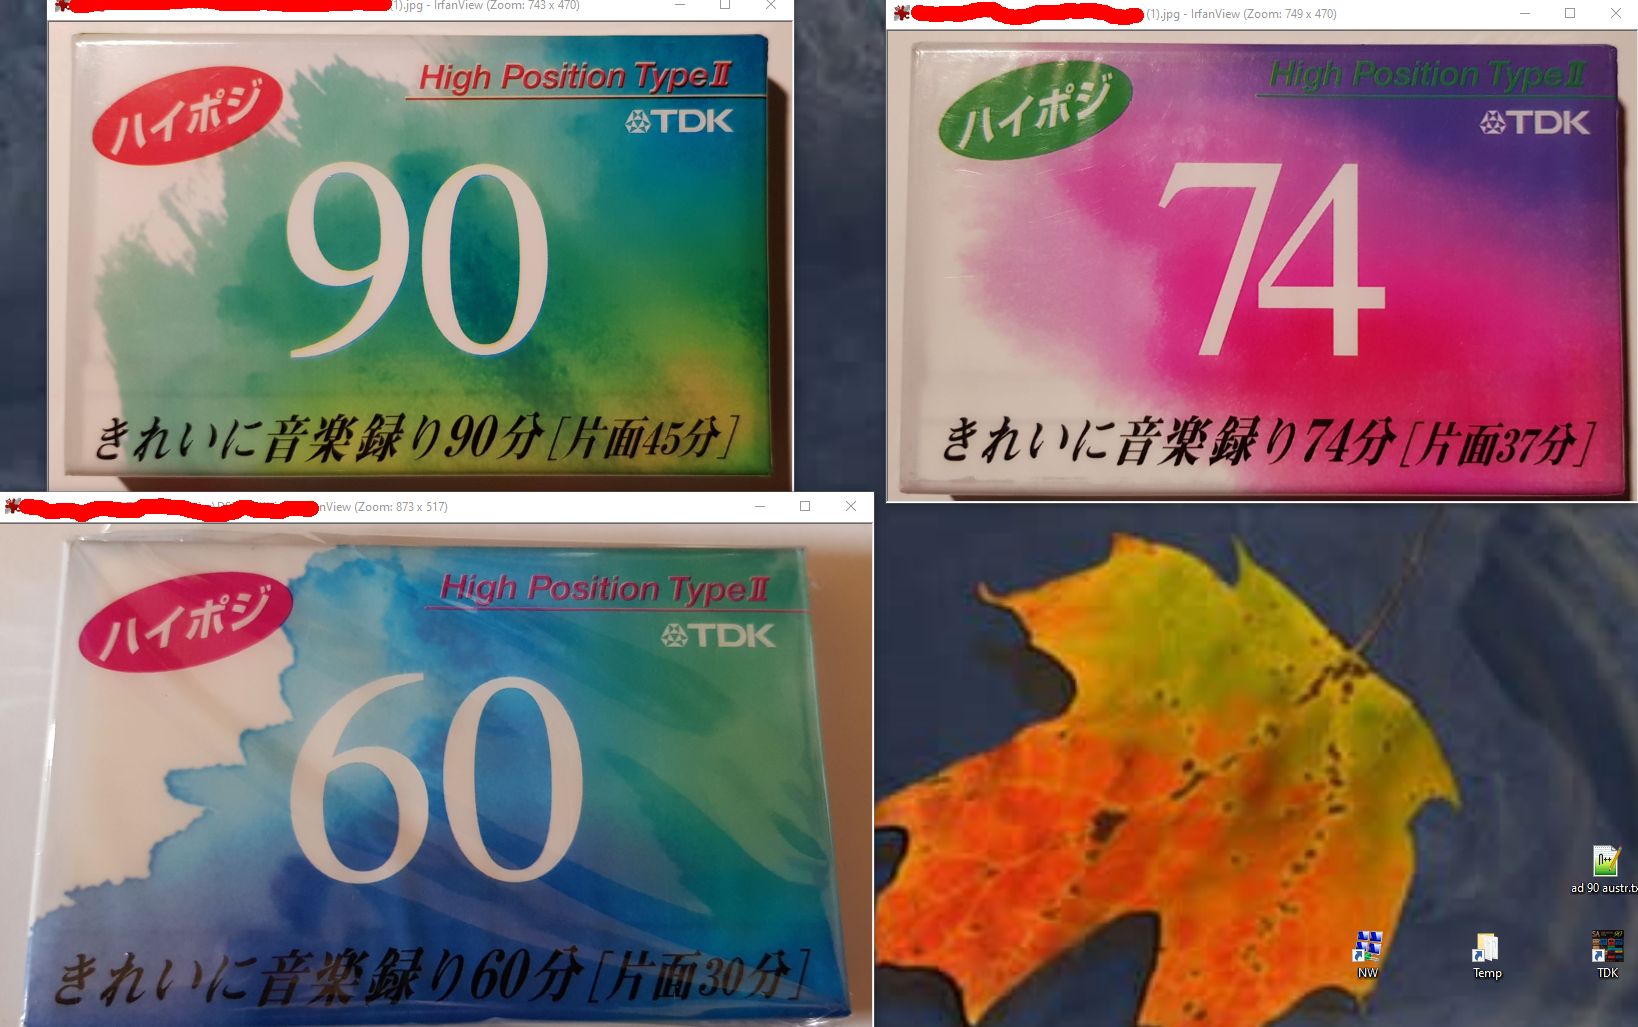 (1).jpg - IrfanView (Zoom: 743 x 470)
ハイポジ
High Position TypeⅡ
TDK
90
きれいに音楽録り90分[片面45分]
(1).jpg - IrfanView (Zoom: 749 x 470)
ハイポジ
High Position TypeⅡ
TDK
74
きれいに音楽録り74分[片面37分]
(Zoom: 873 x 517)
ハイポジ
High Position TypeⅡ
TDK
60
きれいに音楽録り60分[片面30分]
ad 90 austr.tx
NW
Temp
TDK